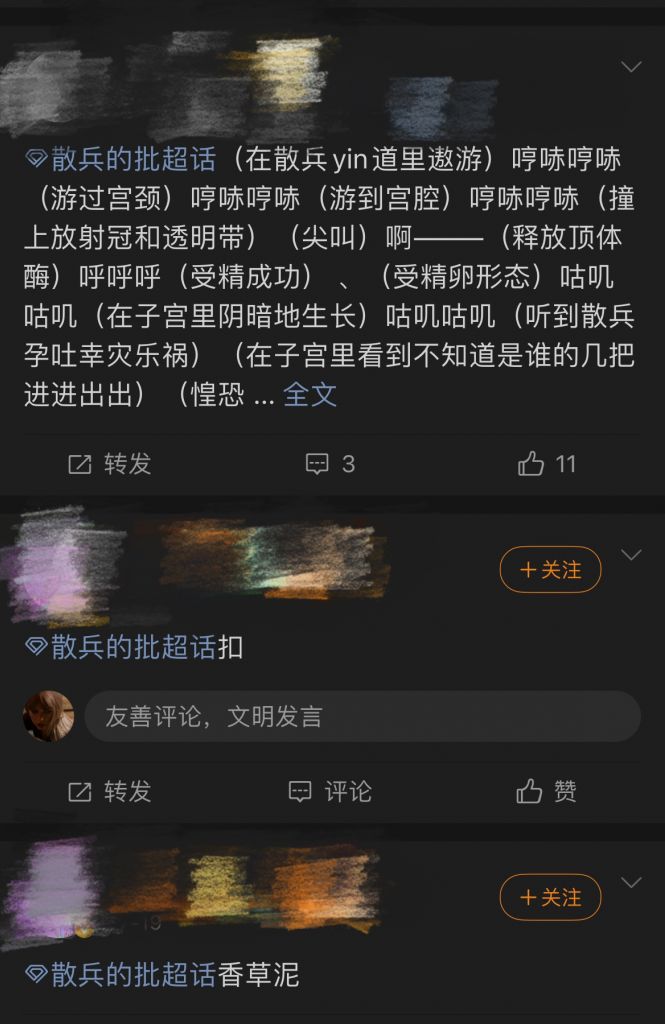 散兵的批超话（在散兵yin道里遨游）哼哧哼哧
（游过宫颈）哼哧哼哧（游到宫腔）哼哧哼哧（撞
上放射冠和透明带）（尖叫）啊———（释放顶体
酶）呼呼呼（受精成功）、（受精卵形态）咕叽
咕叽（在子宫里阴暗地生长）咕叽咕叽（听到散兵
孕吐幸灾乐祸）（在子宫里看到不知道是谁的几把
进进出出）（惶恐 ... 全文
转发 3 11
+关注
散兵的批超话扣
友善评论，文明发言
转发 评论 赞
+关注
散兵的批超话香草泥